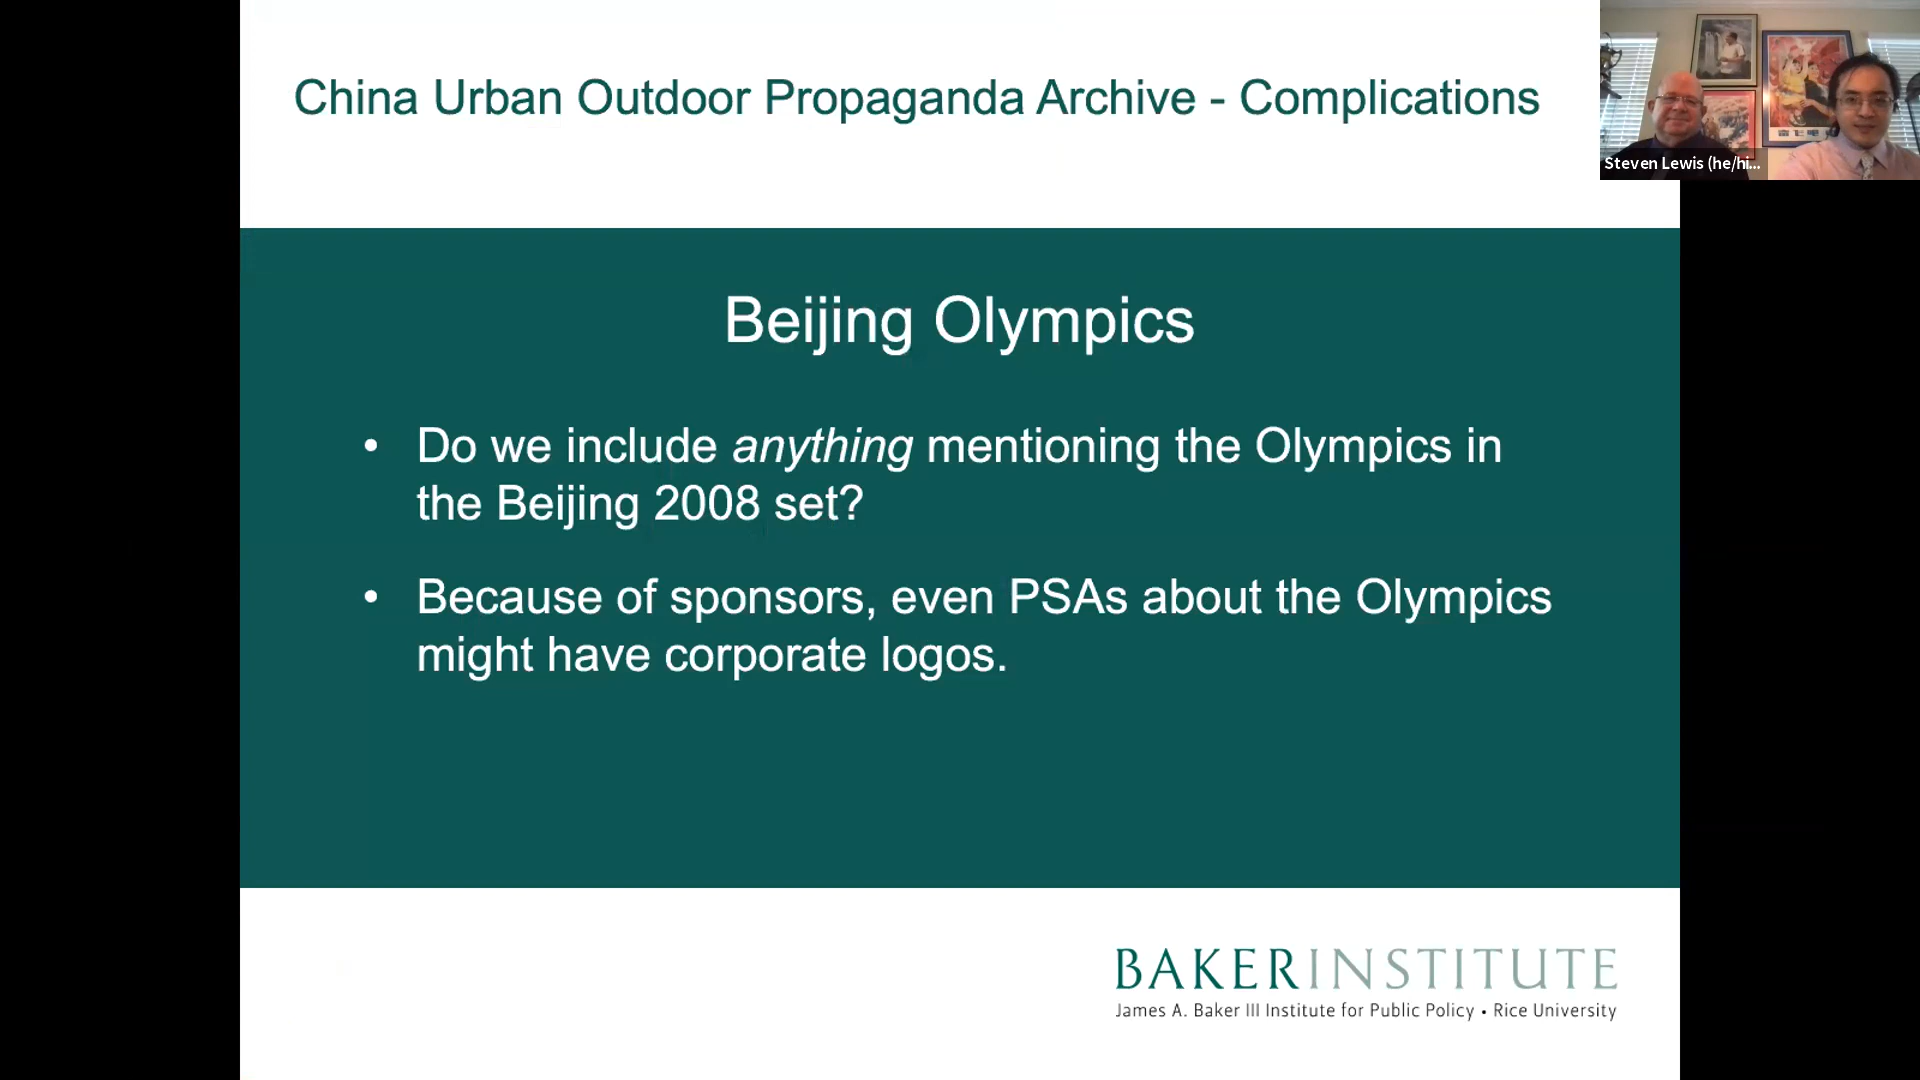 China Urban Outdoor Propaganda Archive - Complications
Steven Lewis (he/hi...
Beijing Olympics
• Do we include anything mentioning the Olympics in
the Beijing 2008 set?
• Because of sponsors, even PSAs about the Olympics
might have corporate logos.
BAKER INSTITUTE
James A. Baker III Institute for Public Policy • Rice University